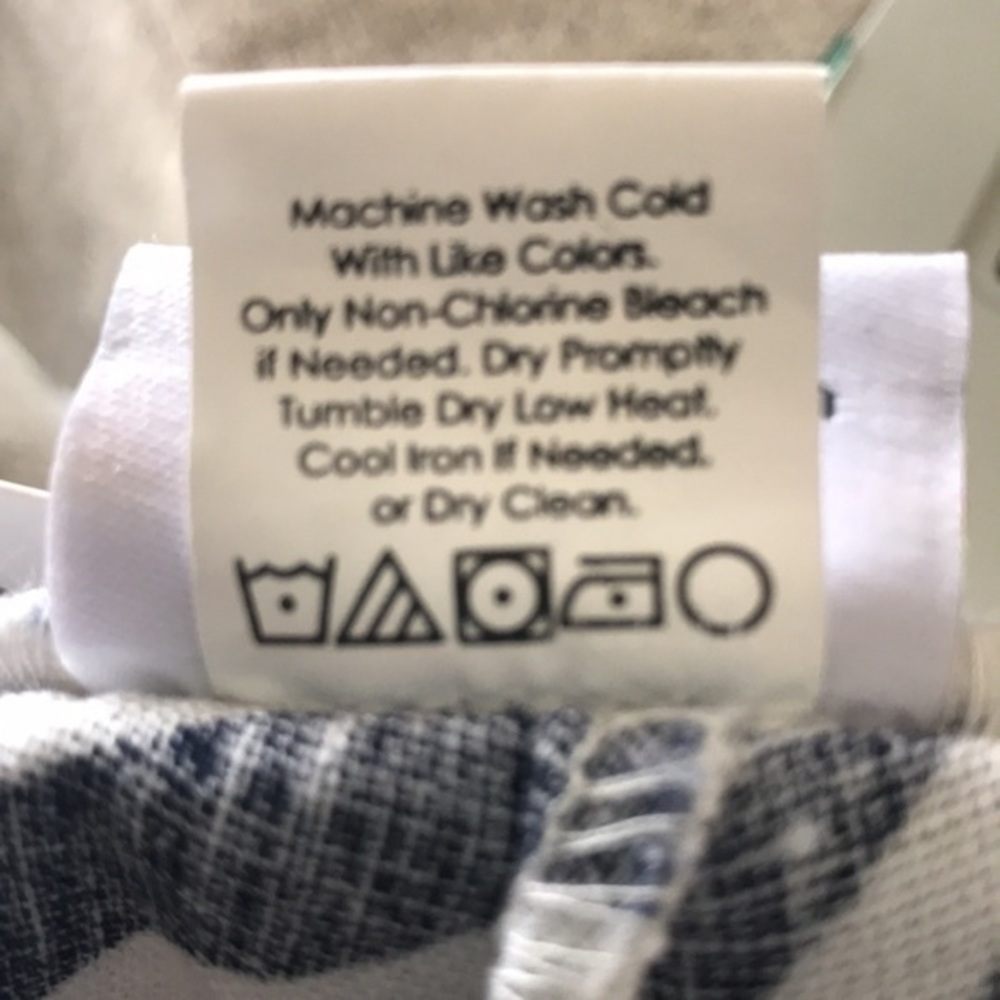 Machine Wash Cold
With Like Colors.
Only Non-Chlorine Bleach
if Needed. Dry Promptly
Tumble Dry Low Heat.
Cool Iron If Needed.
or Dry Clean.